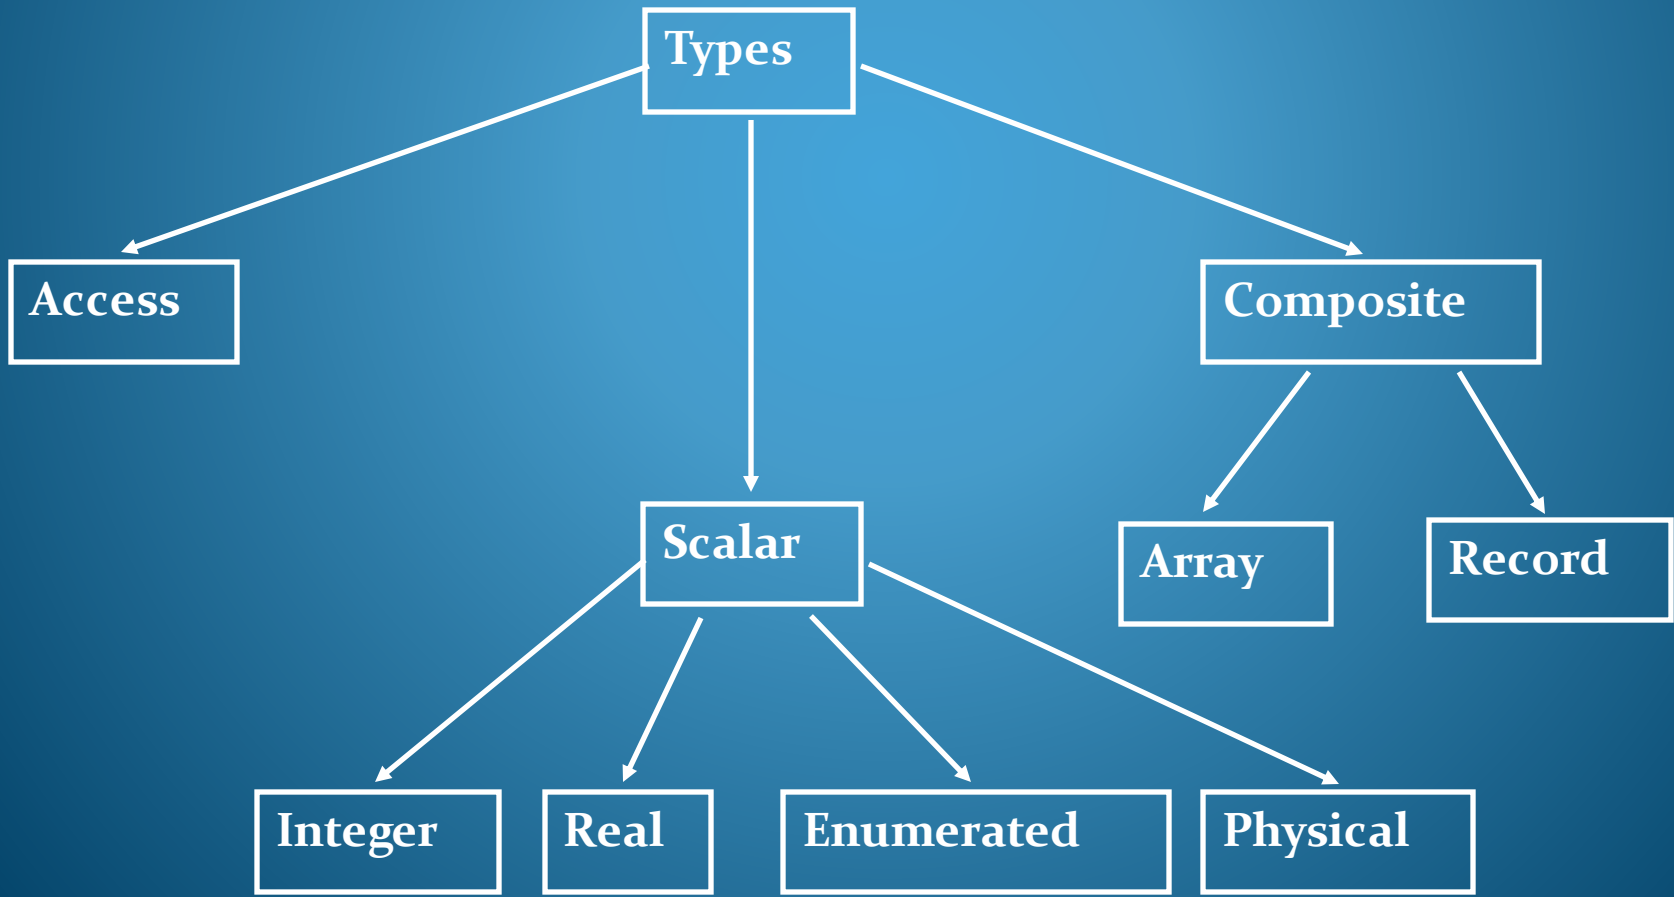 Types
Access
Composite
Scalar
Array
Record
Integer
Real
Enumerated
Physical